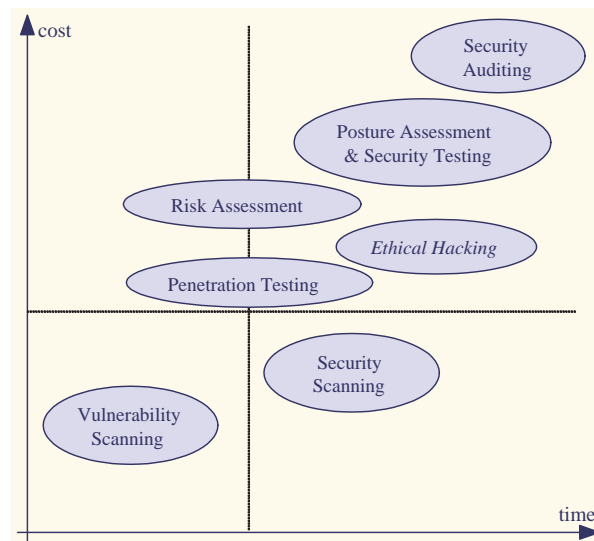 cost
Security
Auditing
Posture Assessment
& Security Testing
Risk Assessment
Ethical Hacking
Penetration Testing
Security
Scanning
Vulnerability
Scanning
time